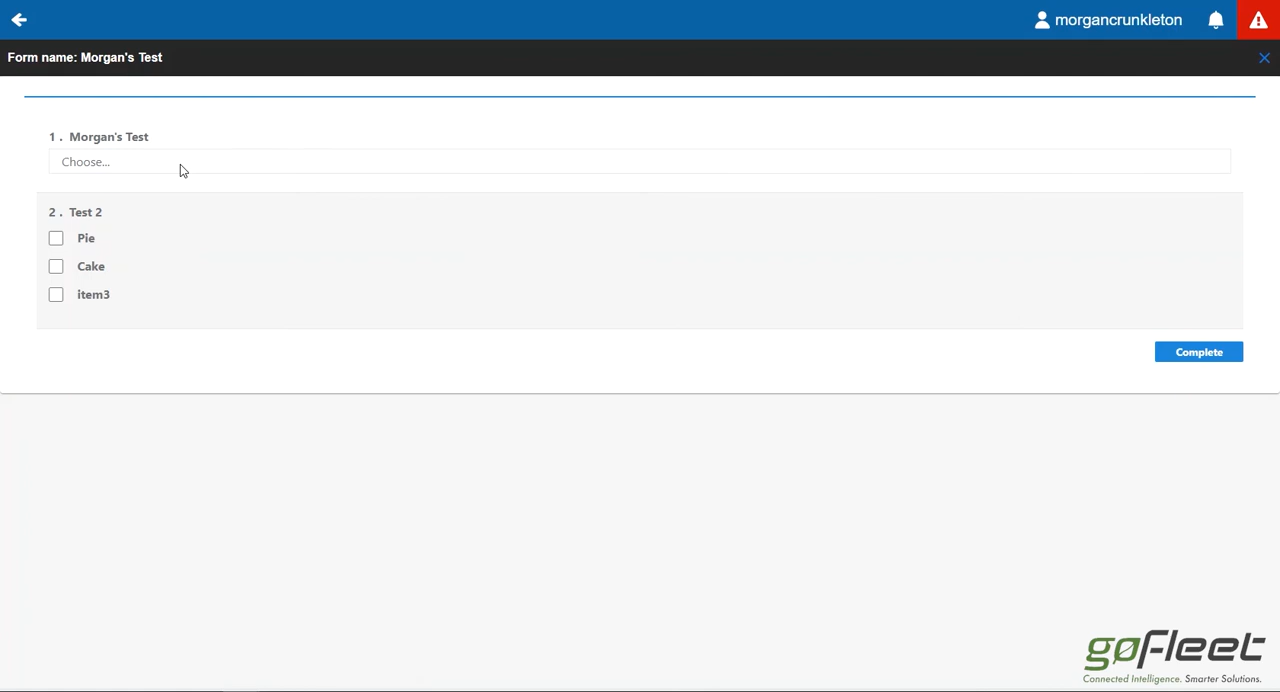 morgancrunkleton
Form name: Morgan's Test
1 . Morgan's Test
Choose...
2 . Test 2
Pie
Cake
item3
Complete
gofleet
Connected Intelligence. Smarter Solutions.